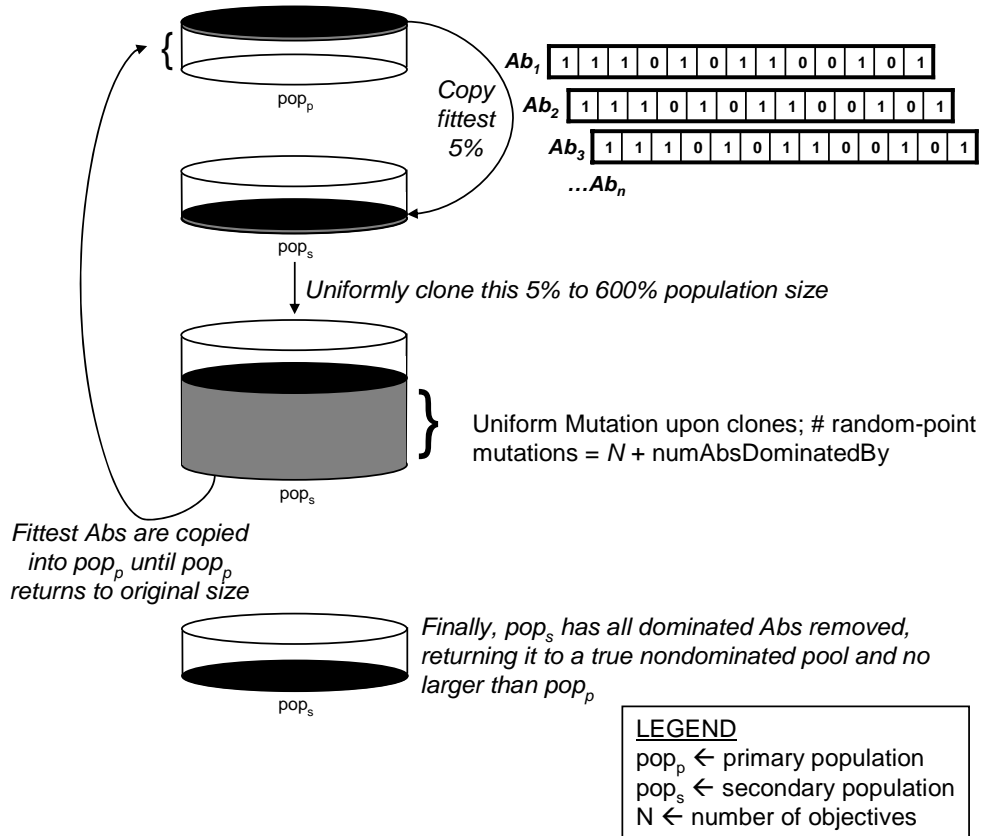 {
pop_p
Copy
fittest
5%
Ab_1 1 1 1 0 1 0 1 1 0 0 1 0 1
Ab_2 1 1 1 0 1 0 1 1 0 0 1 0 1
Ab_3 1 1 1 0 1 0 1 1 0 0 1 0 1
…Ab_n
pop_s
Uniformly clone this 5% to 600% population size
}
Uniform Mutation upon clones; # random-point
mutations = N + numAbsDominatedBy
pop_s
Fittest Abs are copied
into pop_p until pop_p
returns to original size
Finally, pop_s has all dominated Abs removed,
returning it to a true nondominated pool and no
larger than pop_p
pop_s
LEGEND
pop_p ← primary population
pop_s ← secondary population
N ← number of objectives